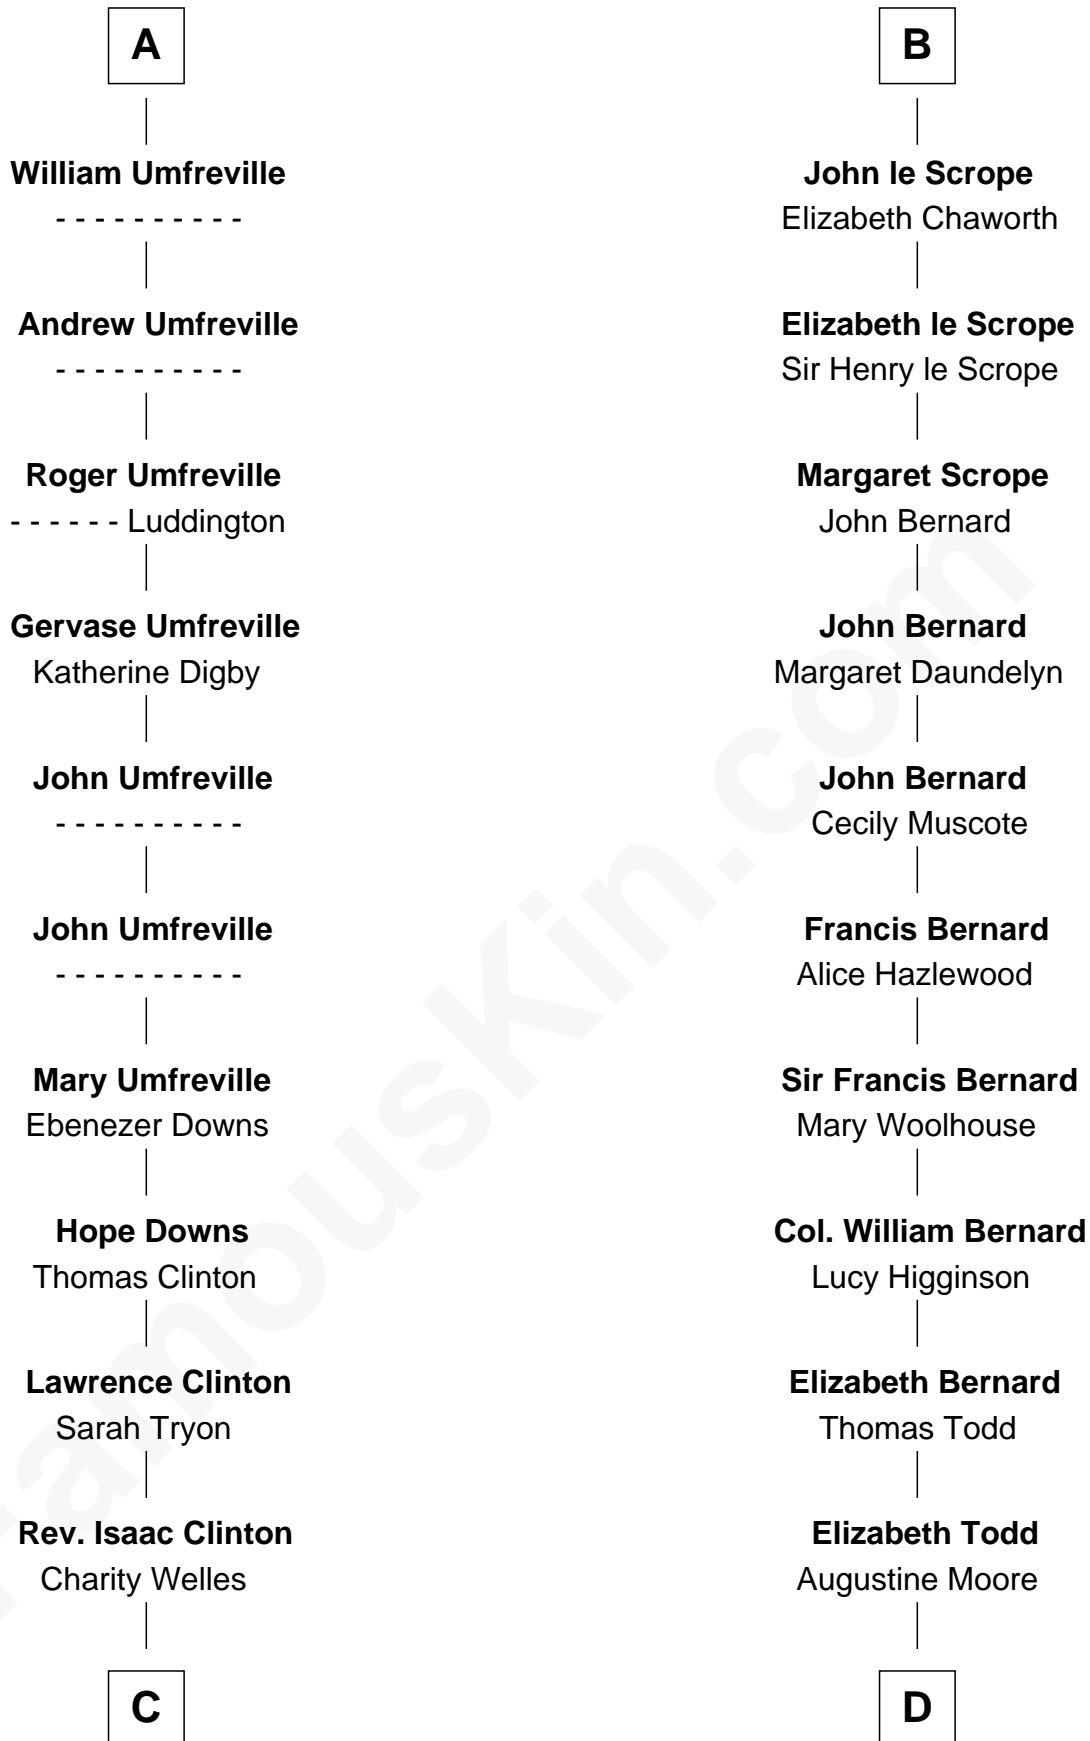 A
William Umfreville
- - - - - - - - - -
Andrew Umfreville
- - - - - - - - - -
Roger Umfreville
- - - - - - Luddington
Gervase Umfreville
Katherine Digby
John Umfreville
- - - - - - - - - -
John Umfreville
- - - - - - - - - -
Mary Umfreville
Ebenezer Downs
Hope Downs
Thomas Clinton
Lawrence Clinton
Sarah Tryon
Rev. Isaac Clinton
Charity Welles
C
B
John le Scrope
Elizabeth Chaworth
Elizabeth le Scrope
Sir Henry le Scrope
Margaret Scrope
John Bernard
John Bernard
Margaret Daundelyn
John Bernard
Cecily Muscote
Francis Bernard
Alice Hazlewood
Sir Francis Bernard
Mary Woolhouse
Col. William Bernard
Lucy Higginson
Elizabeth Bernard
Thomas Todd
Elizabeth Todd
Augustine Moore
D
FamousKin.com